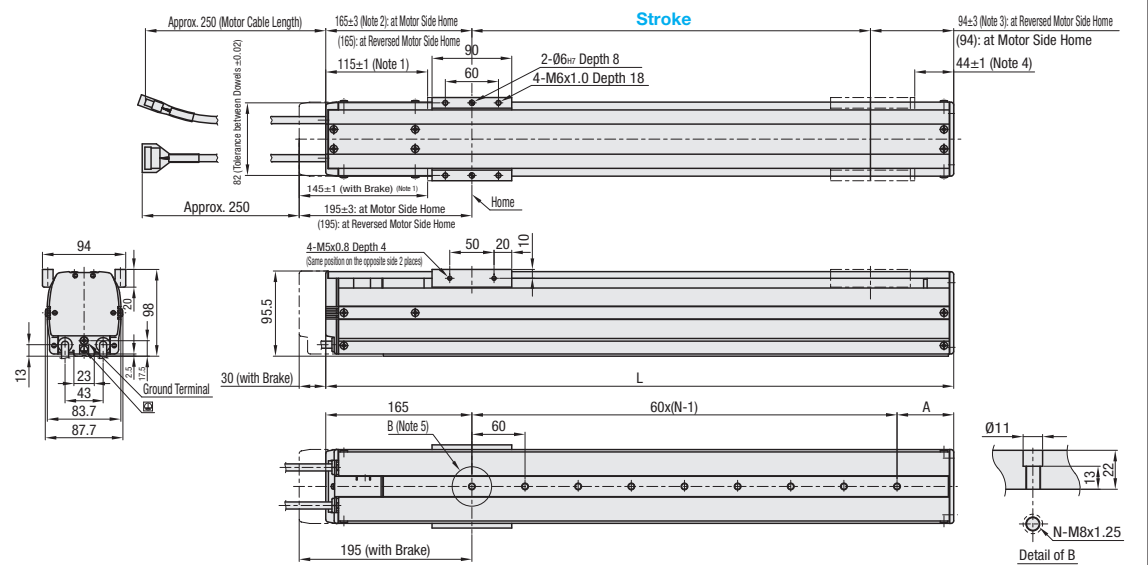 Approx. 250 (Motor Cable Length)
165±3 (Note 2): at Motor Side Home
(165): at Reversed Motor Side Home
Stroke
94±3 (Note 3): at Reversed Motor Side Home
(94): at Motor Side Home
90
115±1 (Note 1)
60
2-Ø6H7 Depth 8
4-M6x1.0 Depth 18
44±1 (Note 4)
82 (Tolerance between Dowels ±0.02)
145±1 (with Brake) (Note 1)
Approx. 250
195±3: at Motor Side Home
(195): at Reversed Motor Side Home
Home
94
20
98
13
2.5
17.5
23
43
83.7
87.7
Ground Terminal
4-M5x0.8 Depth 4
(Same position on the opposite side 2 places)
50
20
10
95.5
30 (with Brake)
L
165
60x(N-1)
A
B (Note 5)
60
195 (with Brake)
Ø11
13
22
N-M8x1.25
Detail of B